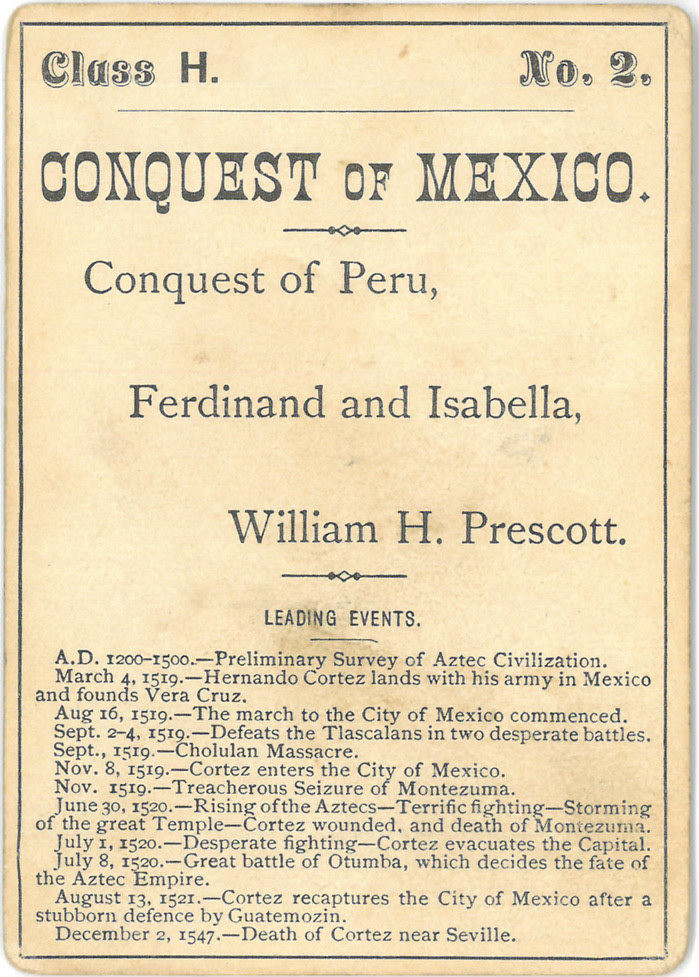 Class H. No. 2.
CONQUEST OF MEXICO.
Conquest of Peru,
Ferdinand and Isabella,
William H. Prescott.
LEADING EVENTS.
A.D. 1200–1500.—Preliminary Survey of Aztec Civilization.
March 4, 1519.—Hernando Cortez lands with his army in Mexico
and founds Vera Cruz.
Aug 16, 1519.—The march to the City of Mexico commenced.
Sept. 2–4, 1519.—Defeats the Tlascalans in two desperate battles.
Sept., 1519.—Cholulan Massacre.
Nov. 8, 1519.—Cortez enters the City of Mexico.
Nov. 1519.—Treacherous Seizure of Montezuma.
June 30, 1520.—Rising of the Aztecs—Terrific fighting—Storming
of the great Temple—Cortez wounded, and death of Montezuma.
July 1, 1520.—Desperate fighting—Cortez evacuates the Capital.
July 8, 1520.—Great battle of Otumba, which decides the fate of
the Aztec Empire.
August 13, 1521.—Cortez recaptures the City of Mexico after a
stubborn defence by Guatemozin.
December 2, 1547.—Death of Cortez near Seville.